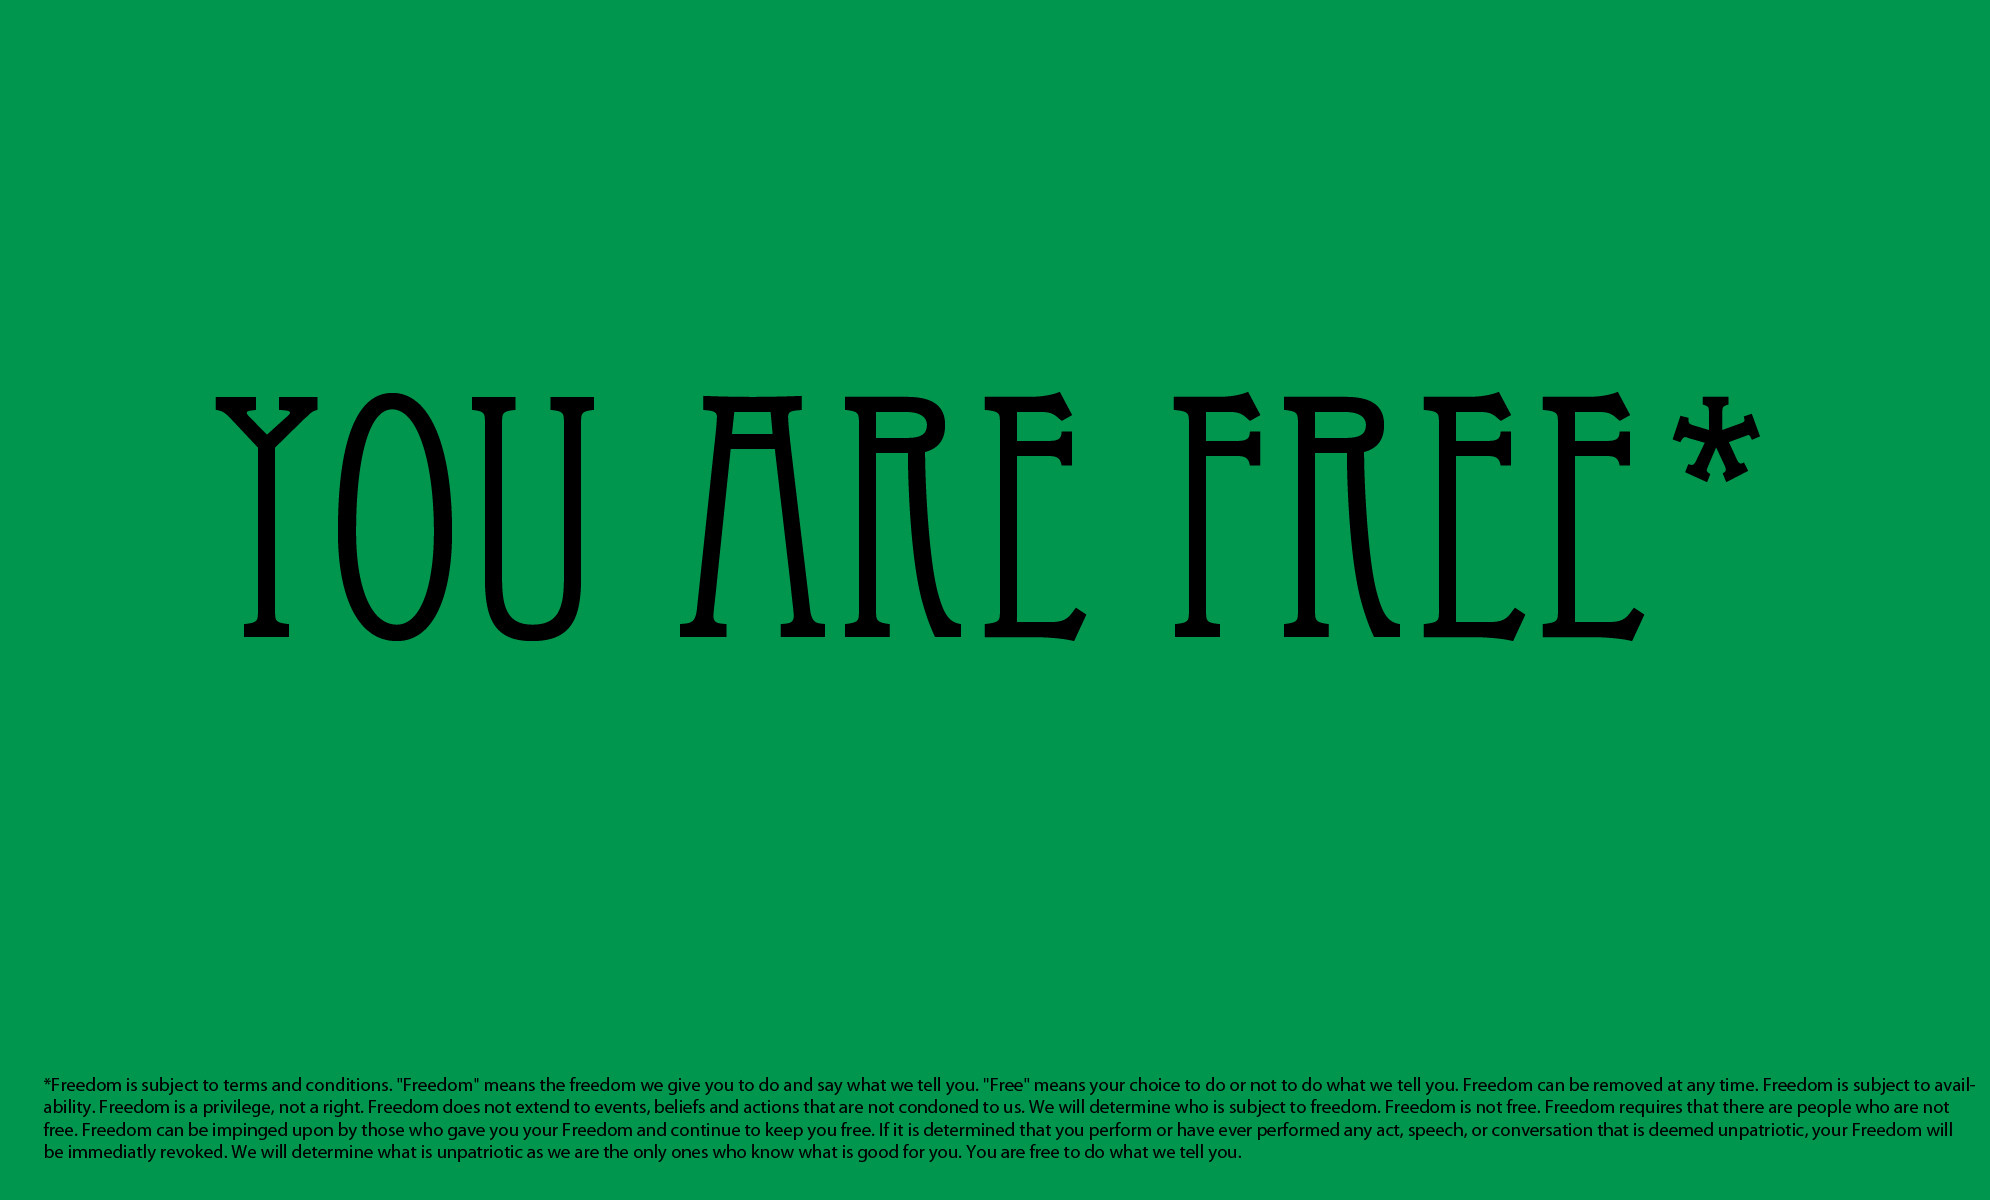 YOU ARE FREE*
*Freedom is subject to terms and conditions. "Freedom" means the freedom we give you to do and say what we tell you. "Free" means your choice to do or not to do what we tell you. Freedom can be removed at any time. Freedom is subject to avail-
ability. Freedom is a privilege, not a right. Freedom does not extend to events, beliefs and actions that are not condoned to us. We will determine who is subject to freedom. Freedom is not free. Freedom requires that there are people who are not
free. Freedom can be impinged upon by those who gave you your Freedom and continue to keep you free. If it is determined that you perform or have ever performed any act, speech, or conversation that is deemed unpatriotic, your Freedom will
be immediatly revoked. We will determine what is unpatriotic as we are the only ones who know what is good for you. You are free to do what we tell you.